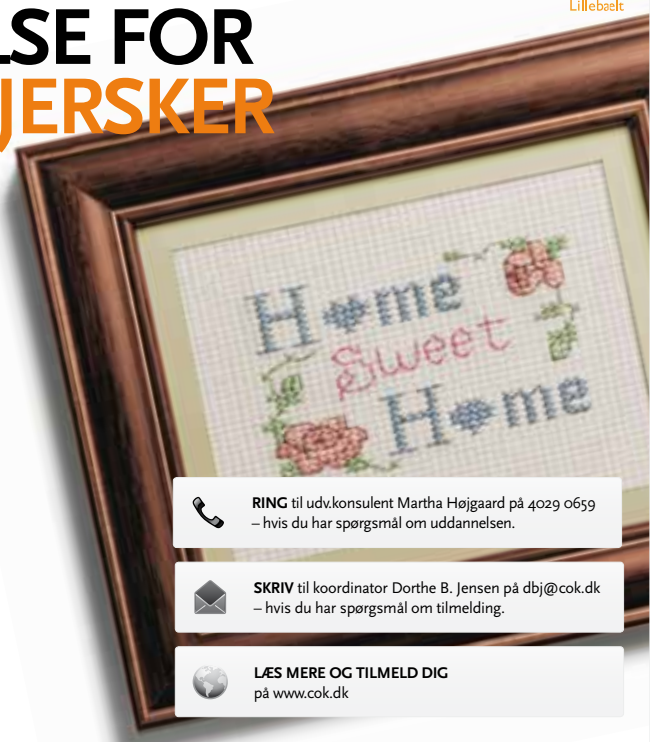 Lillebaelt
LSE FOR
JERSKER
Home
Sweet
Home
RING til udv.konsulent Martha Højgaard på 4029 0659
– hvis du har spørgsmål om uddannelsen.
SKRIV til koordinator Dorthe B. Jensen på dbj@cok.dk
– hvis du har spørgsmål om tilmelding.
LÆS MERE OG TILMELD DIG
på www.cok.dk